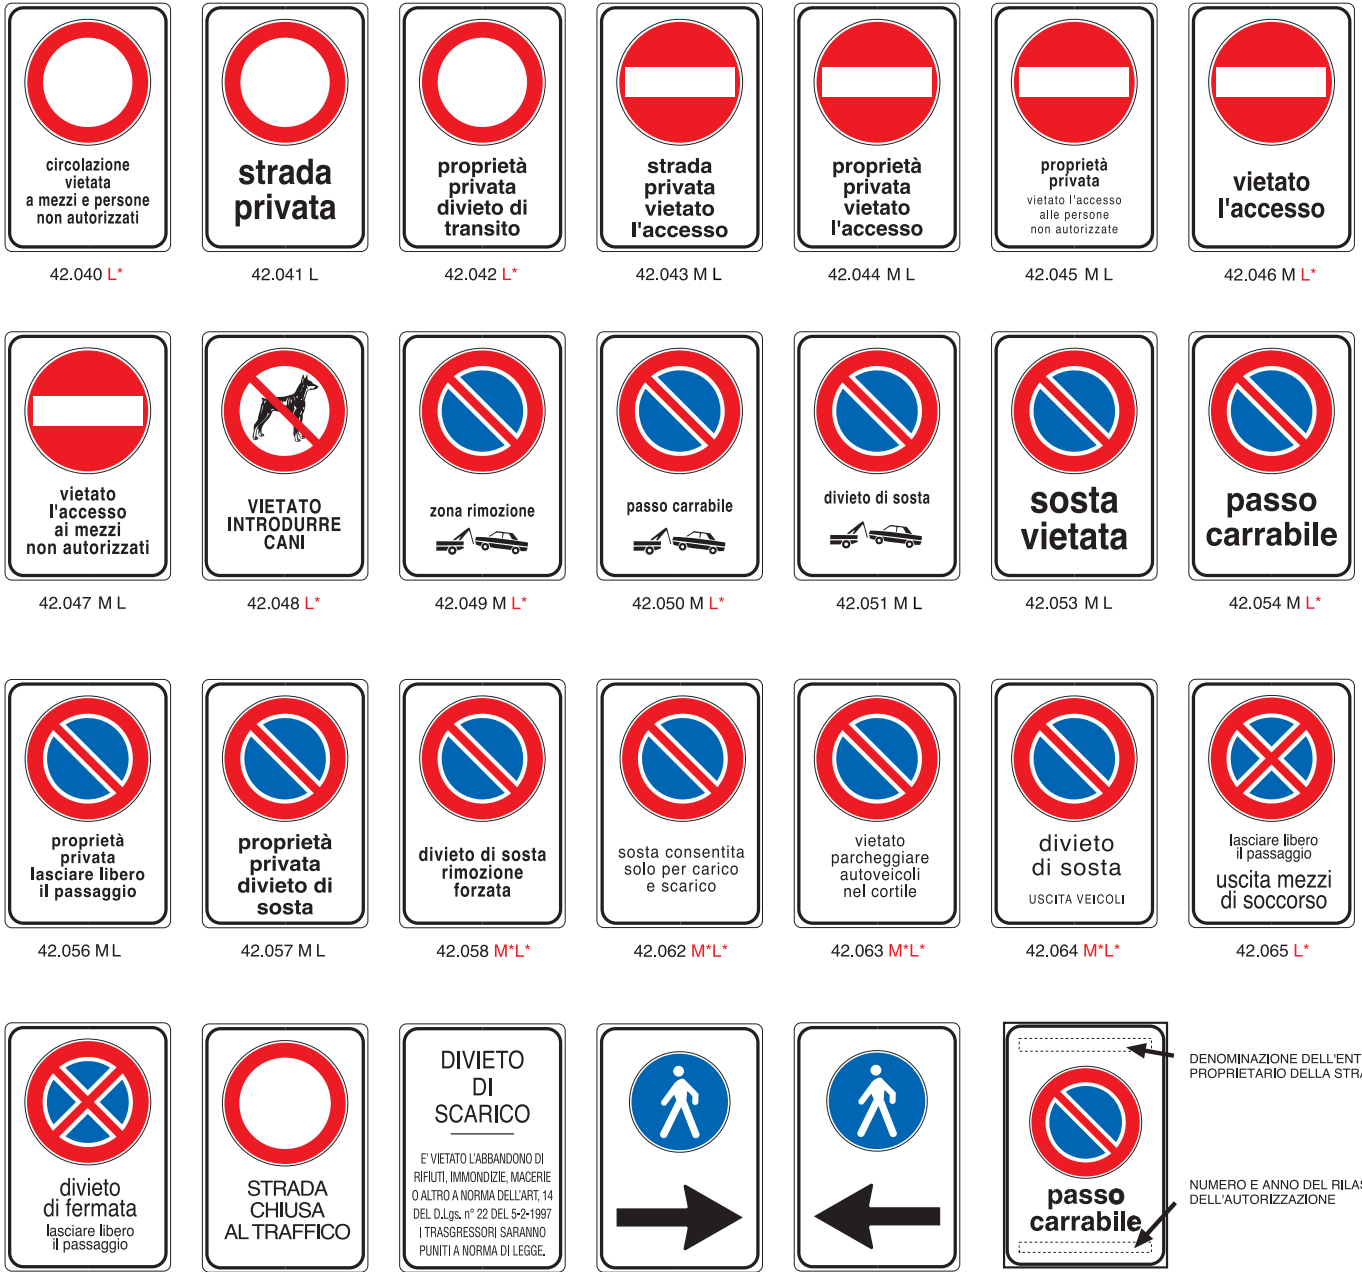 circolazione
vietata
a mezzi e persone
non autorizzati
42.040 L*
strada
privata
42.041 L
proprietà
privata
divieto di
transito
42.042 L*
strada
privata
vietato
l'accesso
42.043 M L
proprietà
privata
vietato
l'accesso
42.044 M L
proprietà
privata
vietato l'accesso
alle persone
non autorizzate
42.045 M L
vietato
l'accesso
42.046 M L*
vietato
l'accesso
ai mezzi
non autorizzati
42.047 M L
VIETATO
INTRODURRE
CANI
42.048 L*
zona rimozione
42.049 M L*
passo carrabile
42.050 M L*
divieto di sosta
42.051 M L
sosta
vietata
42.053 M L
passo
carrabile
42.054 M L*
proprietà
privata
lasciare libero
il passaggio
42.056 M L
proprietà
privata
divieto di
sosta
42.057 M L
divieto di sosta
rimozione
forzata
42.058 M*L*
sosta consentita
solo per carico
e scarico
42.062 M*L*
vietato
parcheggiare
autoveicoli
nel cortile
42.063 M*L*
divieto
di sosta
USCITA VEICOLI
42.064 M*L*
lasciare libero
il passaggio
uscita mezzi
di soccorso
42.065 L*
divieto
di fermata
lasciare libero
il passaggio
STRADA
CHIUSA
AL TRAFFICO
DIVIETO
DI
SCARICO
E' VIETATO L'ABBANDONO DI
RIFIUTI, IMMONDIZIE, MACERIE
O ALTRO A NORMA DELL'ART, 14
DEL D.Lgs. n° 22 DEL 5-2-1997
I TRASGRESSORI SARANNO
PUNITI A NORMA DI LEGGE.
passo
carrabile
DENOMINAZIONE DELL'ENT
PROPRIETARIO DELLA STRA
NUMERO E ANNO DEL RILAS
DELL'AUTORIZZAZIONE